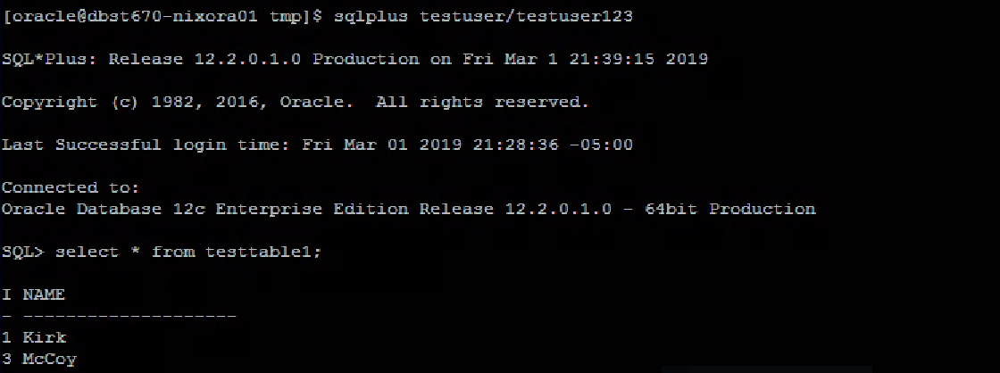 [oracle@dbst670-nixora01 tmp]$ sqlplus testuser/testuser123
SQL*Plus: Release 12.2.0.1.0 Production on Fri Mar 1 21:39:15 2019
Copyright (c) 1982, 2016, Oracle.  All rights reserved.
Last Successful login time: Fri Mar 01 2019 21:28:36 -05:00
Connected to:
Oracle Database 12c Enterprise Edition Release 12.2.0.1.0 - 64bit Production
SQL> select * from testtable1;
I NAME
- --------------------
1 Kirk
3 McCoy